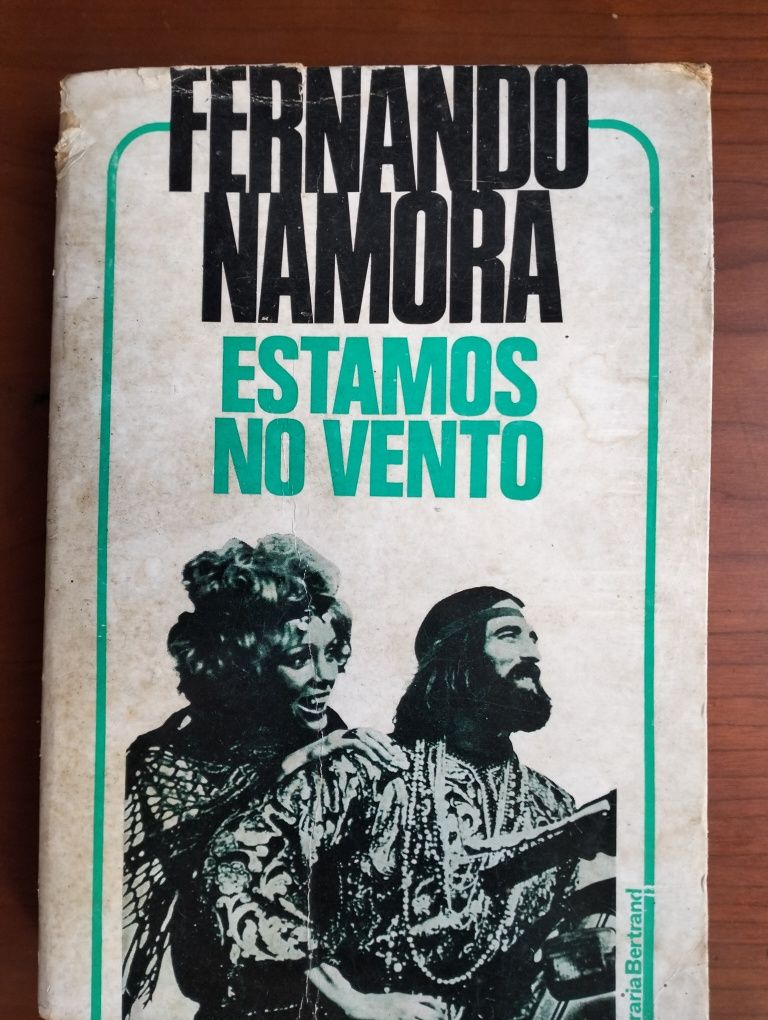 FERNANDO
NAMORA
ESTAMOS
NO VENTO
raria Bertrand